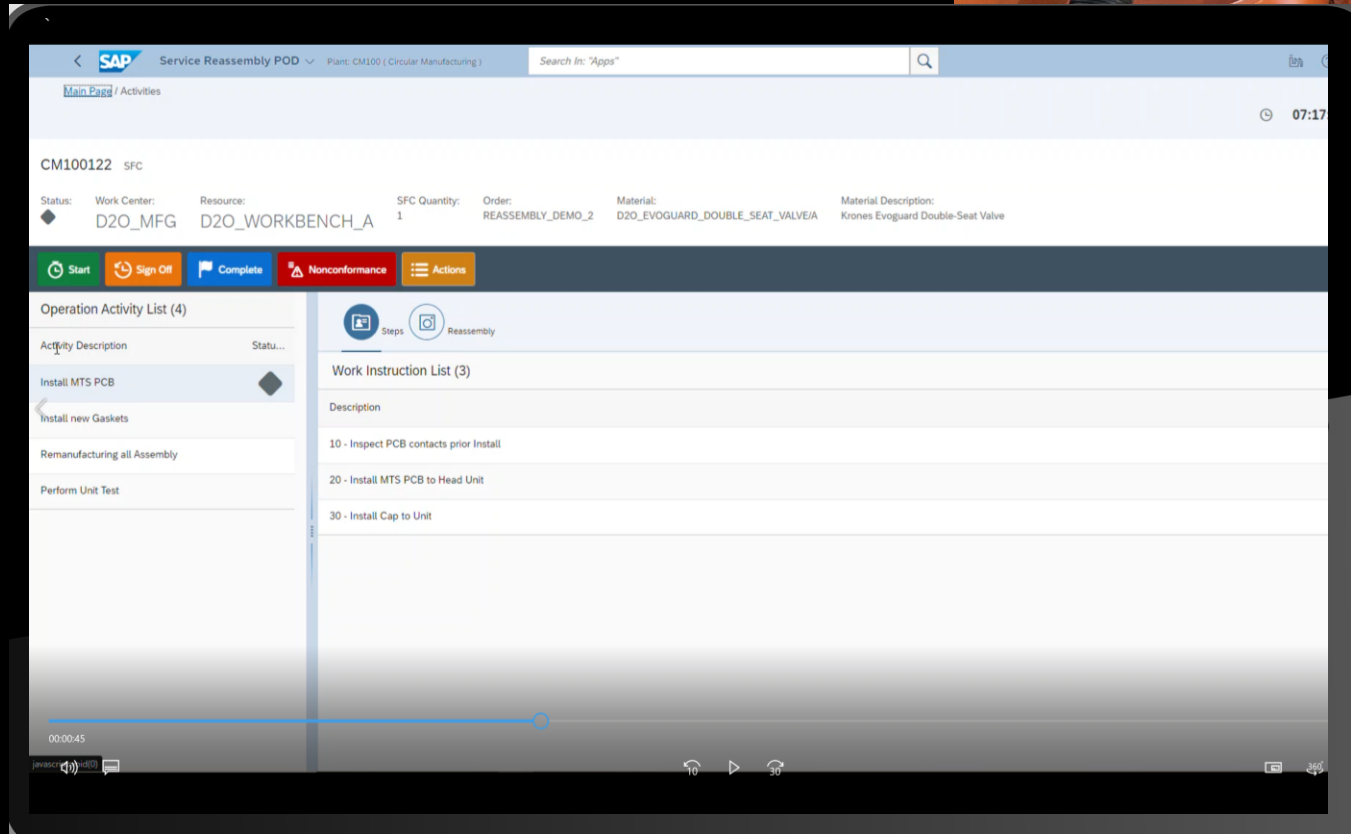 SAP Service Reassembly POD Plant: CM100 ( Circular Manufacturing ) Search In: "Apps"
Main Page / Activities
07:17
CM100122 SFC
Status: Work Center: Resource: SFC Quantity: Order: Material: Material Description:
D2O_MFG D2O_WORKBENCH_A 1 REASSEMBLY_DEMO_2 D2O_EVOGUARD_DOUBLE_SEAT_VALVE/A Krones Evoguard Double-Seat Valve
Start Sign Off Complete Nonconformance Actions
Operation Activity List (4)
Steps Reassembly
Activity Description Statu...
Work Instruction List (3)
Install MTS PCB
Description
Install new Gaskets
10 - Inspect PCB contacts prior Install
Remanufacturing all Assembly
20 - Install MTS PCB to Head Unit
Perform Unit Test
30 - Install Cap to Unit
00:00:45
10 30 360